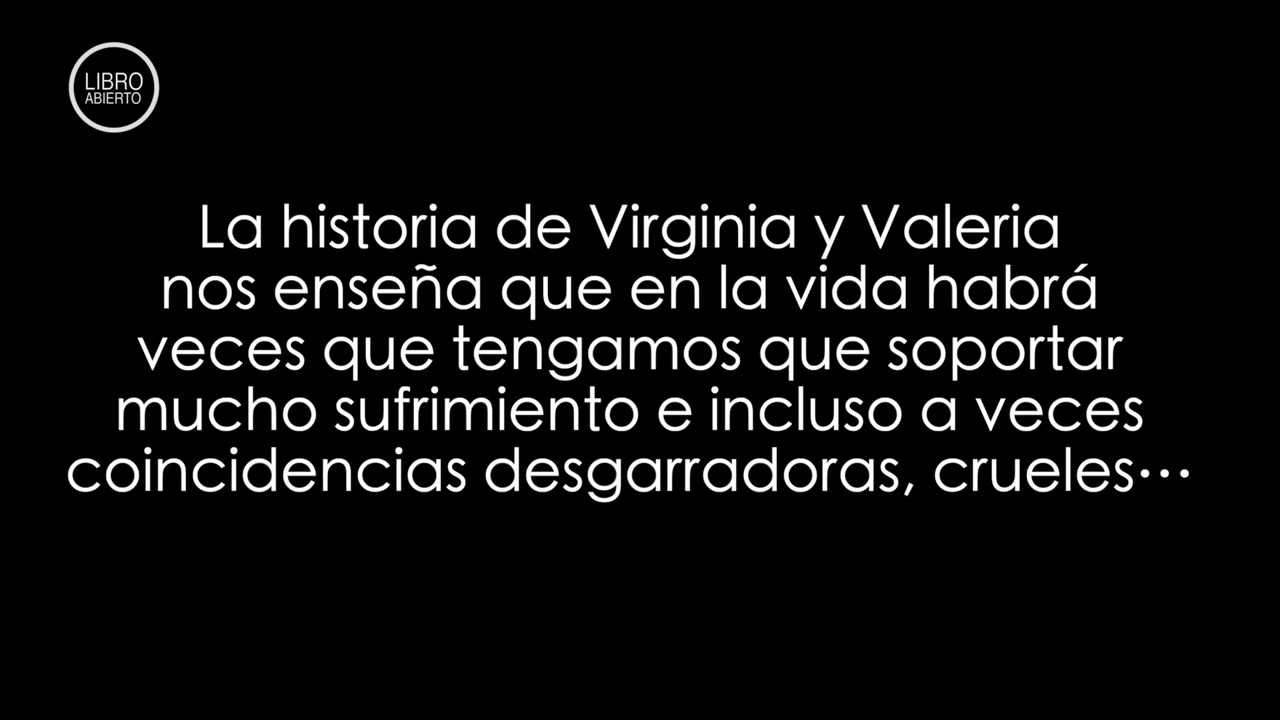 LIBRO
ABIERTO
La historia de Virginia y Valeria
nos enseña que en la vida habrá
veces que tengamos que soportar
mucho sufrimiento e incluso a veces
coincidencias desgarradoras, crueles···